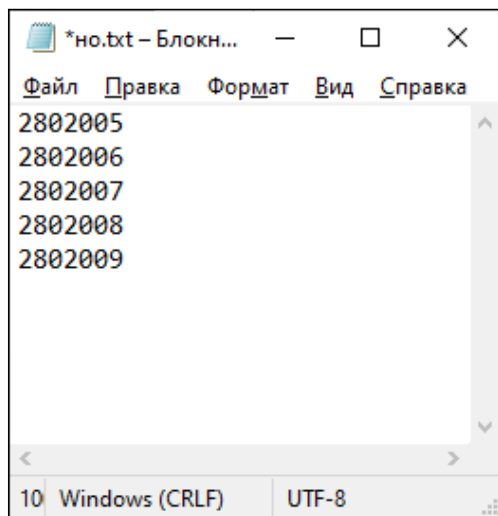 *но.txt – Блокн...
Файл Правка Формат Вид Справка
2802005
2802006
2802007
2802008
2802009
10 Windows (CRLF) UTF-8